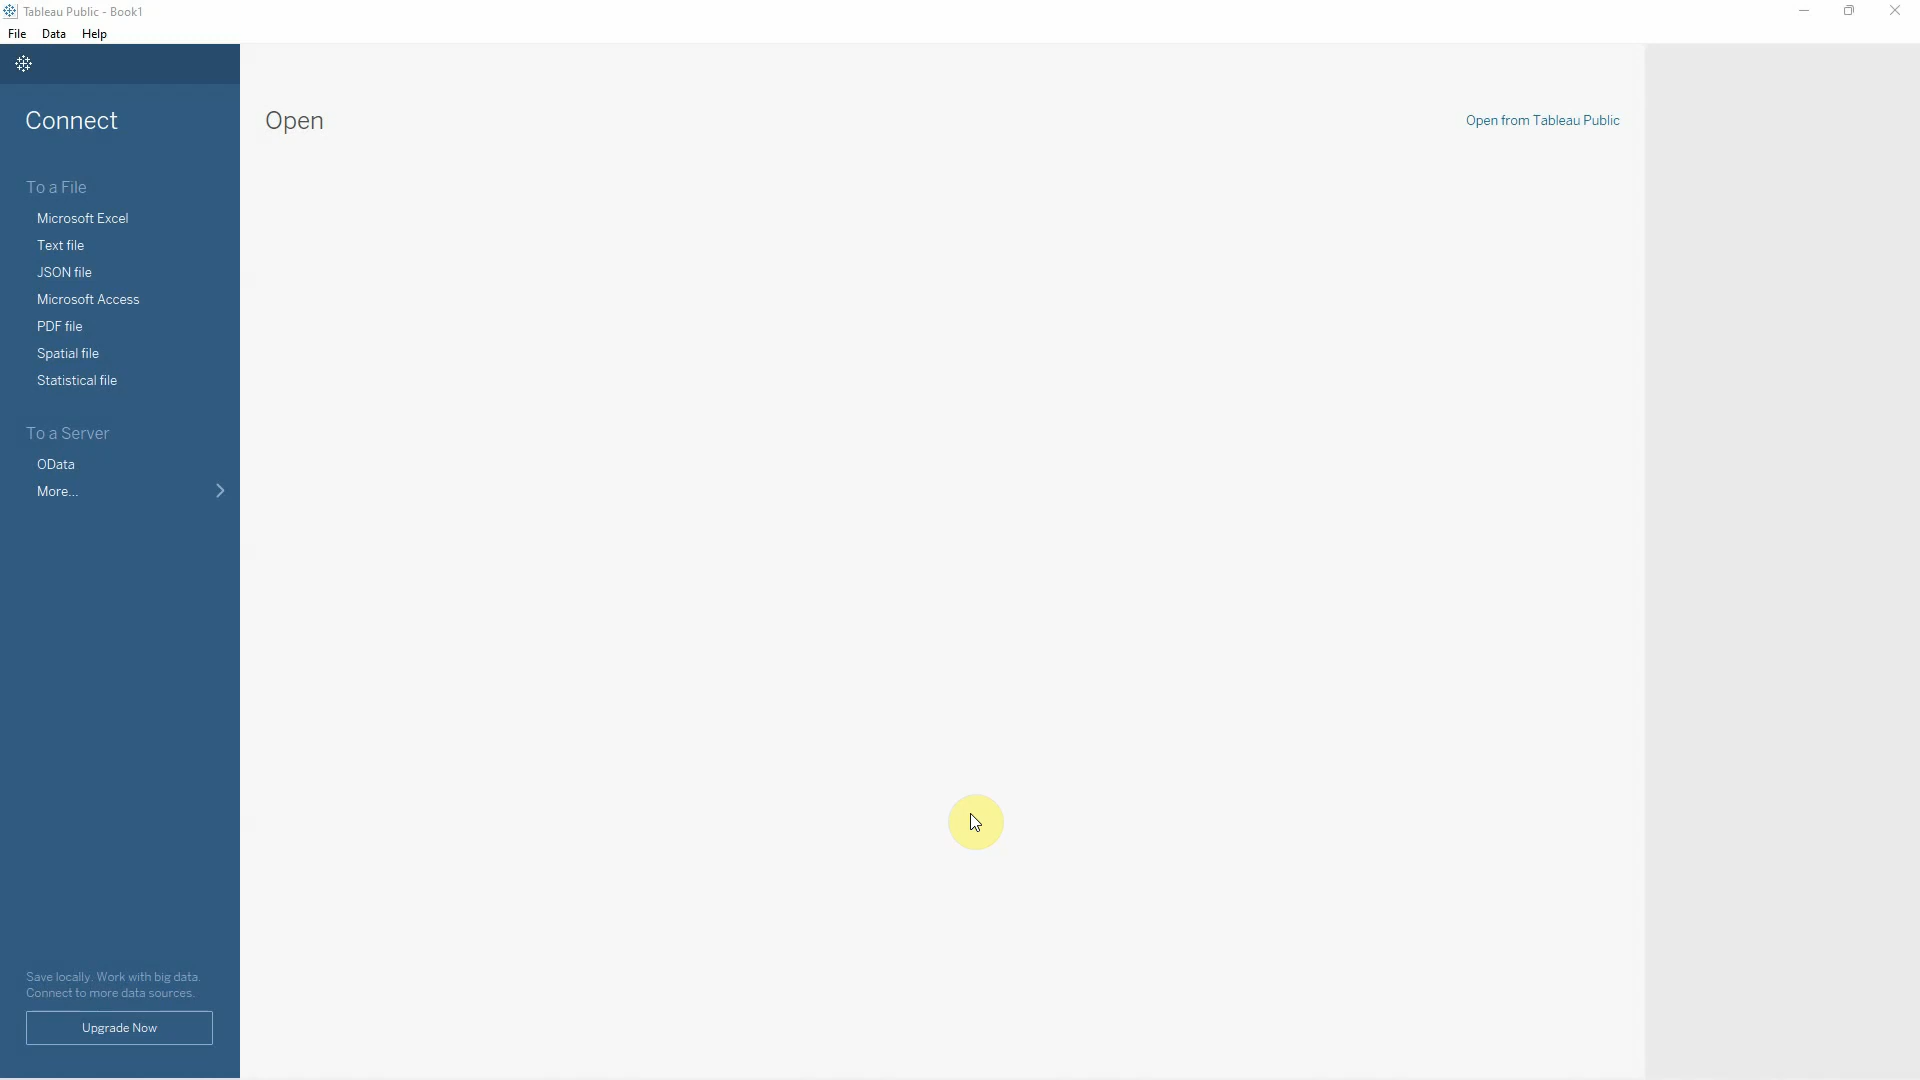 Tableau Public - Book1
File Data Help
Connect
Open
Open from Tableau Public
To a File
Microsoft Excel
Text file
JSON file
Microsoft Access
PDF file
Spatial file
Statistical file
To a Server
OData
More...
Save locally. Work with big data.
Connect to more data sources.
Upgrade Now